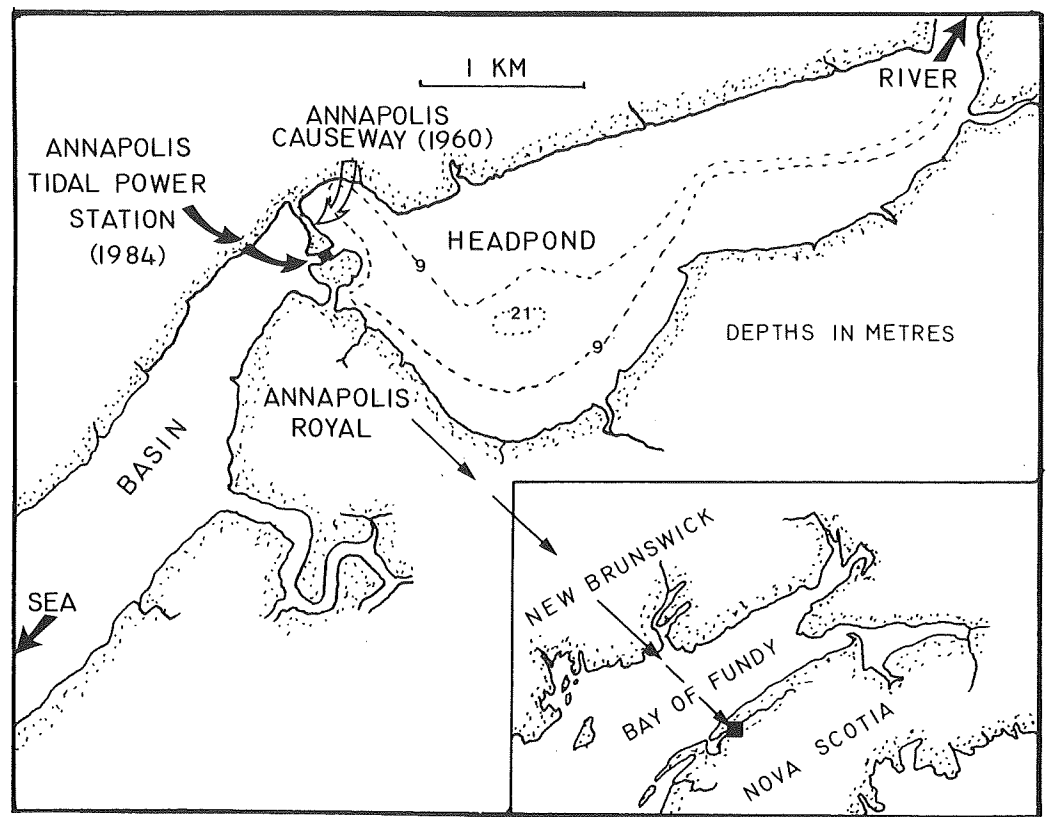 1 KM
RIVER
ANNAPOLIS
CAUSEWAY (1960)
ANNAPOLIS
TIDAL POWER
STATION
(1984)
HEADPOND
9
21
9
DEPTHS IN METRES
ANNAPOLIS
ROYAL
BASIN
SEA
NEW BRUNSWICK
BAY OF FUNDY
NOVA SCOTIA